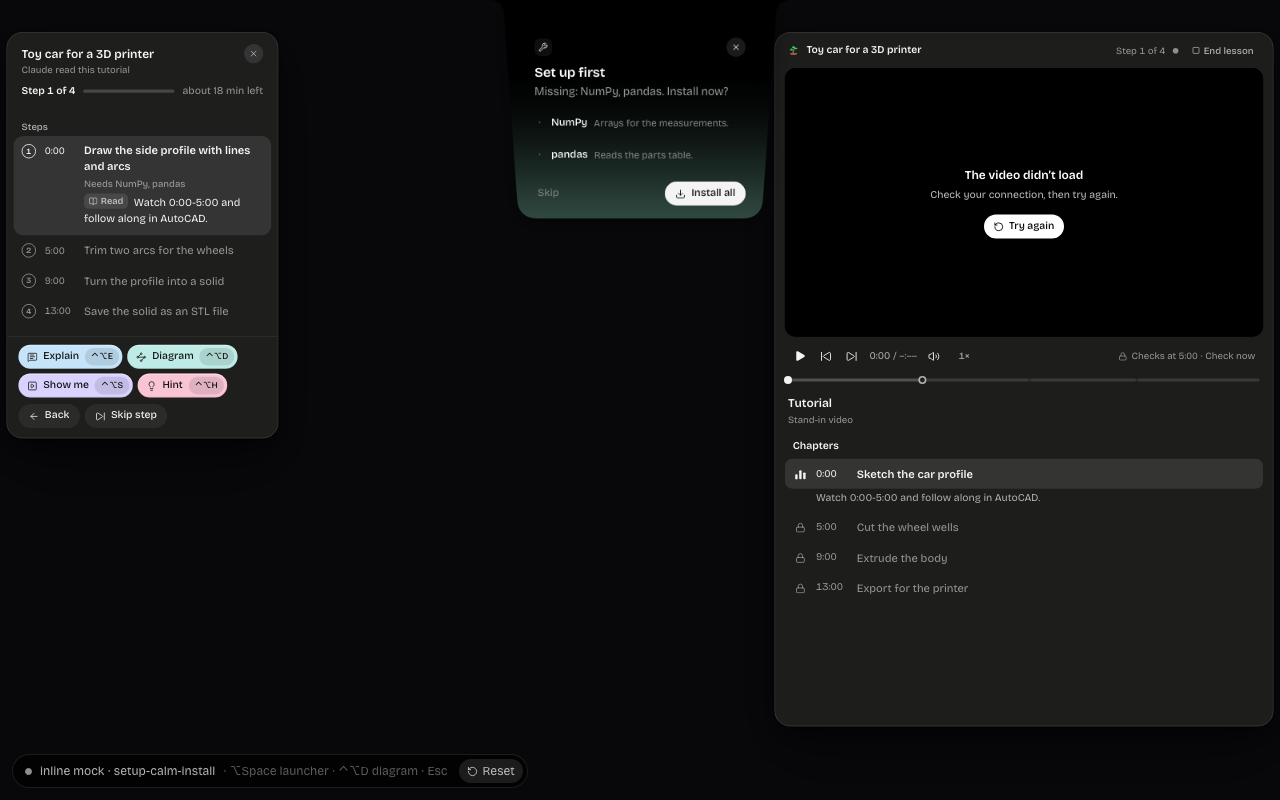 Toy car for a 3D printer
Claude read this tutorial
Step 1 of 4 about 18 min left
Steps
1 0:00 Draw the side profile with lines
and arcs
Needs NumPy, pandas
Read Watch 0:00-5:00 and
follow along in AutoCAD.
2 5:00 Trim two arcs for the wheels
3 9:00 Turn the profile into a solid
4 13:00 Save the solid as an STL file
Explain ^⌥E Diagram ^⌥D
Show me ^⌥S Hint ^⌥H
Back Skip step
Set up first
Missing: NumPy, pandas. Install now?
· NumPy Arrays for the measurements.
· pandas Reads the parts table.
Skip Install all
Toy car for a 3D printer Step 1 of 4 End lesson
The video didn't load
Check your connection, then try again.
Try again
0:00 / –:–– 1× Checks at 5:00 · Check now
Tutorial
Stand-in video
Chapters
0:00 Sketch the car profile
Watch 0:00-5:00 and follow along in AutoCAD.
5:00 Cut the wheel wells
9:00 Extrude the body
13:00 Export for the printer
inline mock · setup-calm-install · ⌥Space launcher · ^⌥D diagram · Esc Reset